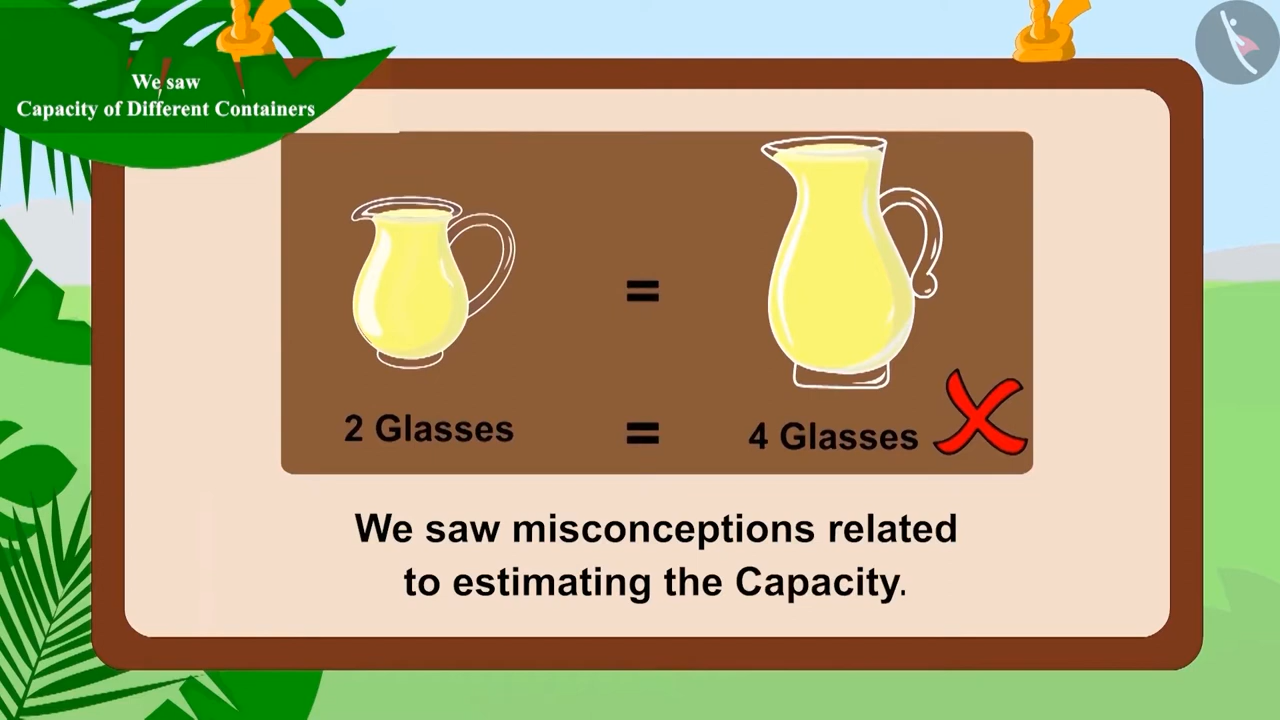 We saw
Capacity of Different Containers
=
2 Glasses = 4 Glasses
We saw misconceptions related
to estimating the Capacity.